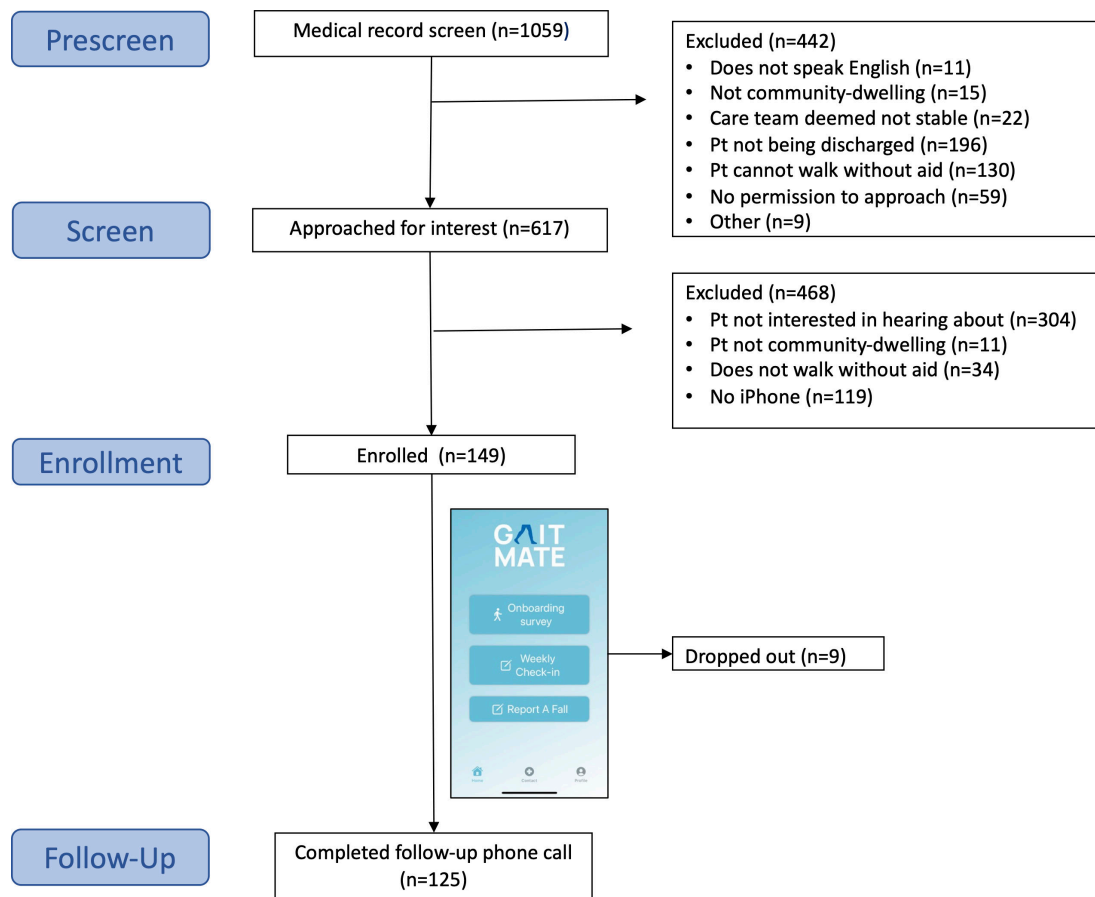 Prescreen
Medical record screen (n=1059)
Excluded (n=442)
• Does not speak English (n=11)
• Not community-dwelling (n=15)
• Care team deemed not stable (n=22)
• Pt not being discharged (n=196)
• Pt cannot walk without aid (n=130)
• No permission to approach (n=59)
• Other (n=9)
Screen
Approached for interest (n=617)
Excluded (n=468)
• Pt not interested in hearing about (n=304)
• Pt not community-dwelling (n=11)
• Does not walk without aid (n=34)
• No iPhone (n=119)
Enrollment
Enrolled (n=149)
GAIT
MATE
Onboarding
survey
Weekly
Check-in
Report A Fall
Home
Contact
Profile
Dropped out (n=9)
Follow-Up
Completed follow-up phone call
(n=125)